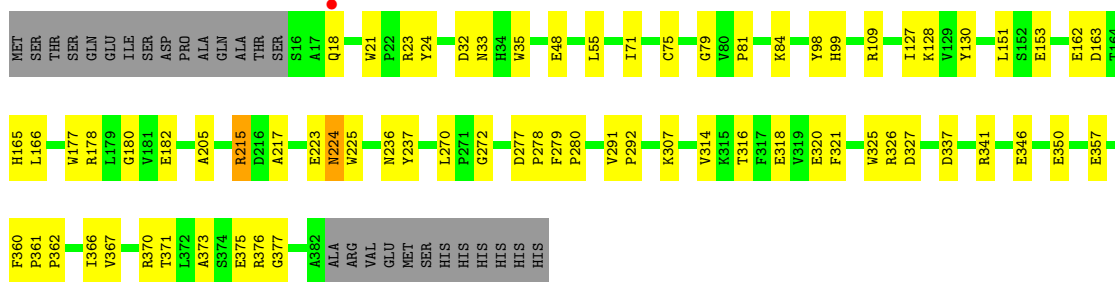 MET SER THR SER GLN GLU ILE SER ASP PRO ALA GLN ALA THR SER S16 A17 Q18 W21 P22 R23 Y24 D32 N33 H34 W35 E48 L55 I71 C75 G79 V80 P81 K84 Y98 H99 R109 I127 K128 V129 Y130 L151 S152 E153 E162 D163 T164
H165 L166 W177 R178 L179 G180 V181 E182 A205 R215 D216 A217 E223 N224 W225 N236 Y237 L270 P271 G272 D277 P278 F279 P280 V291 P292 K307 V314 K315 T316 F317 E318 V319 E320 F321 W325 R326 D327 D337 R341 E346 E350 E357
F360 P361 P362 I366 V367 R370 T371 L372 A373 S374 E375 R376 G377 A382 ALA ARG VAL GLU MET SER HIS HIS HIS HIS HIS HIS